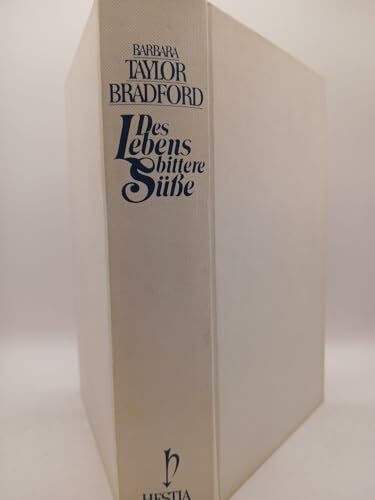 BARBARA
TAYLOR
BRADFORD
Des
Lebens
bittere
Süße
HESTIA